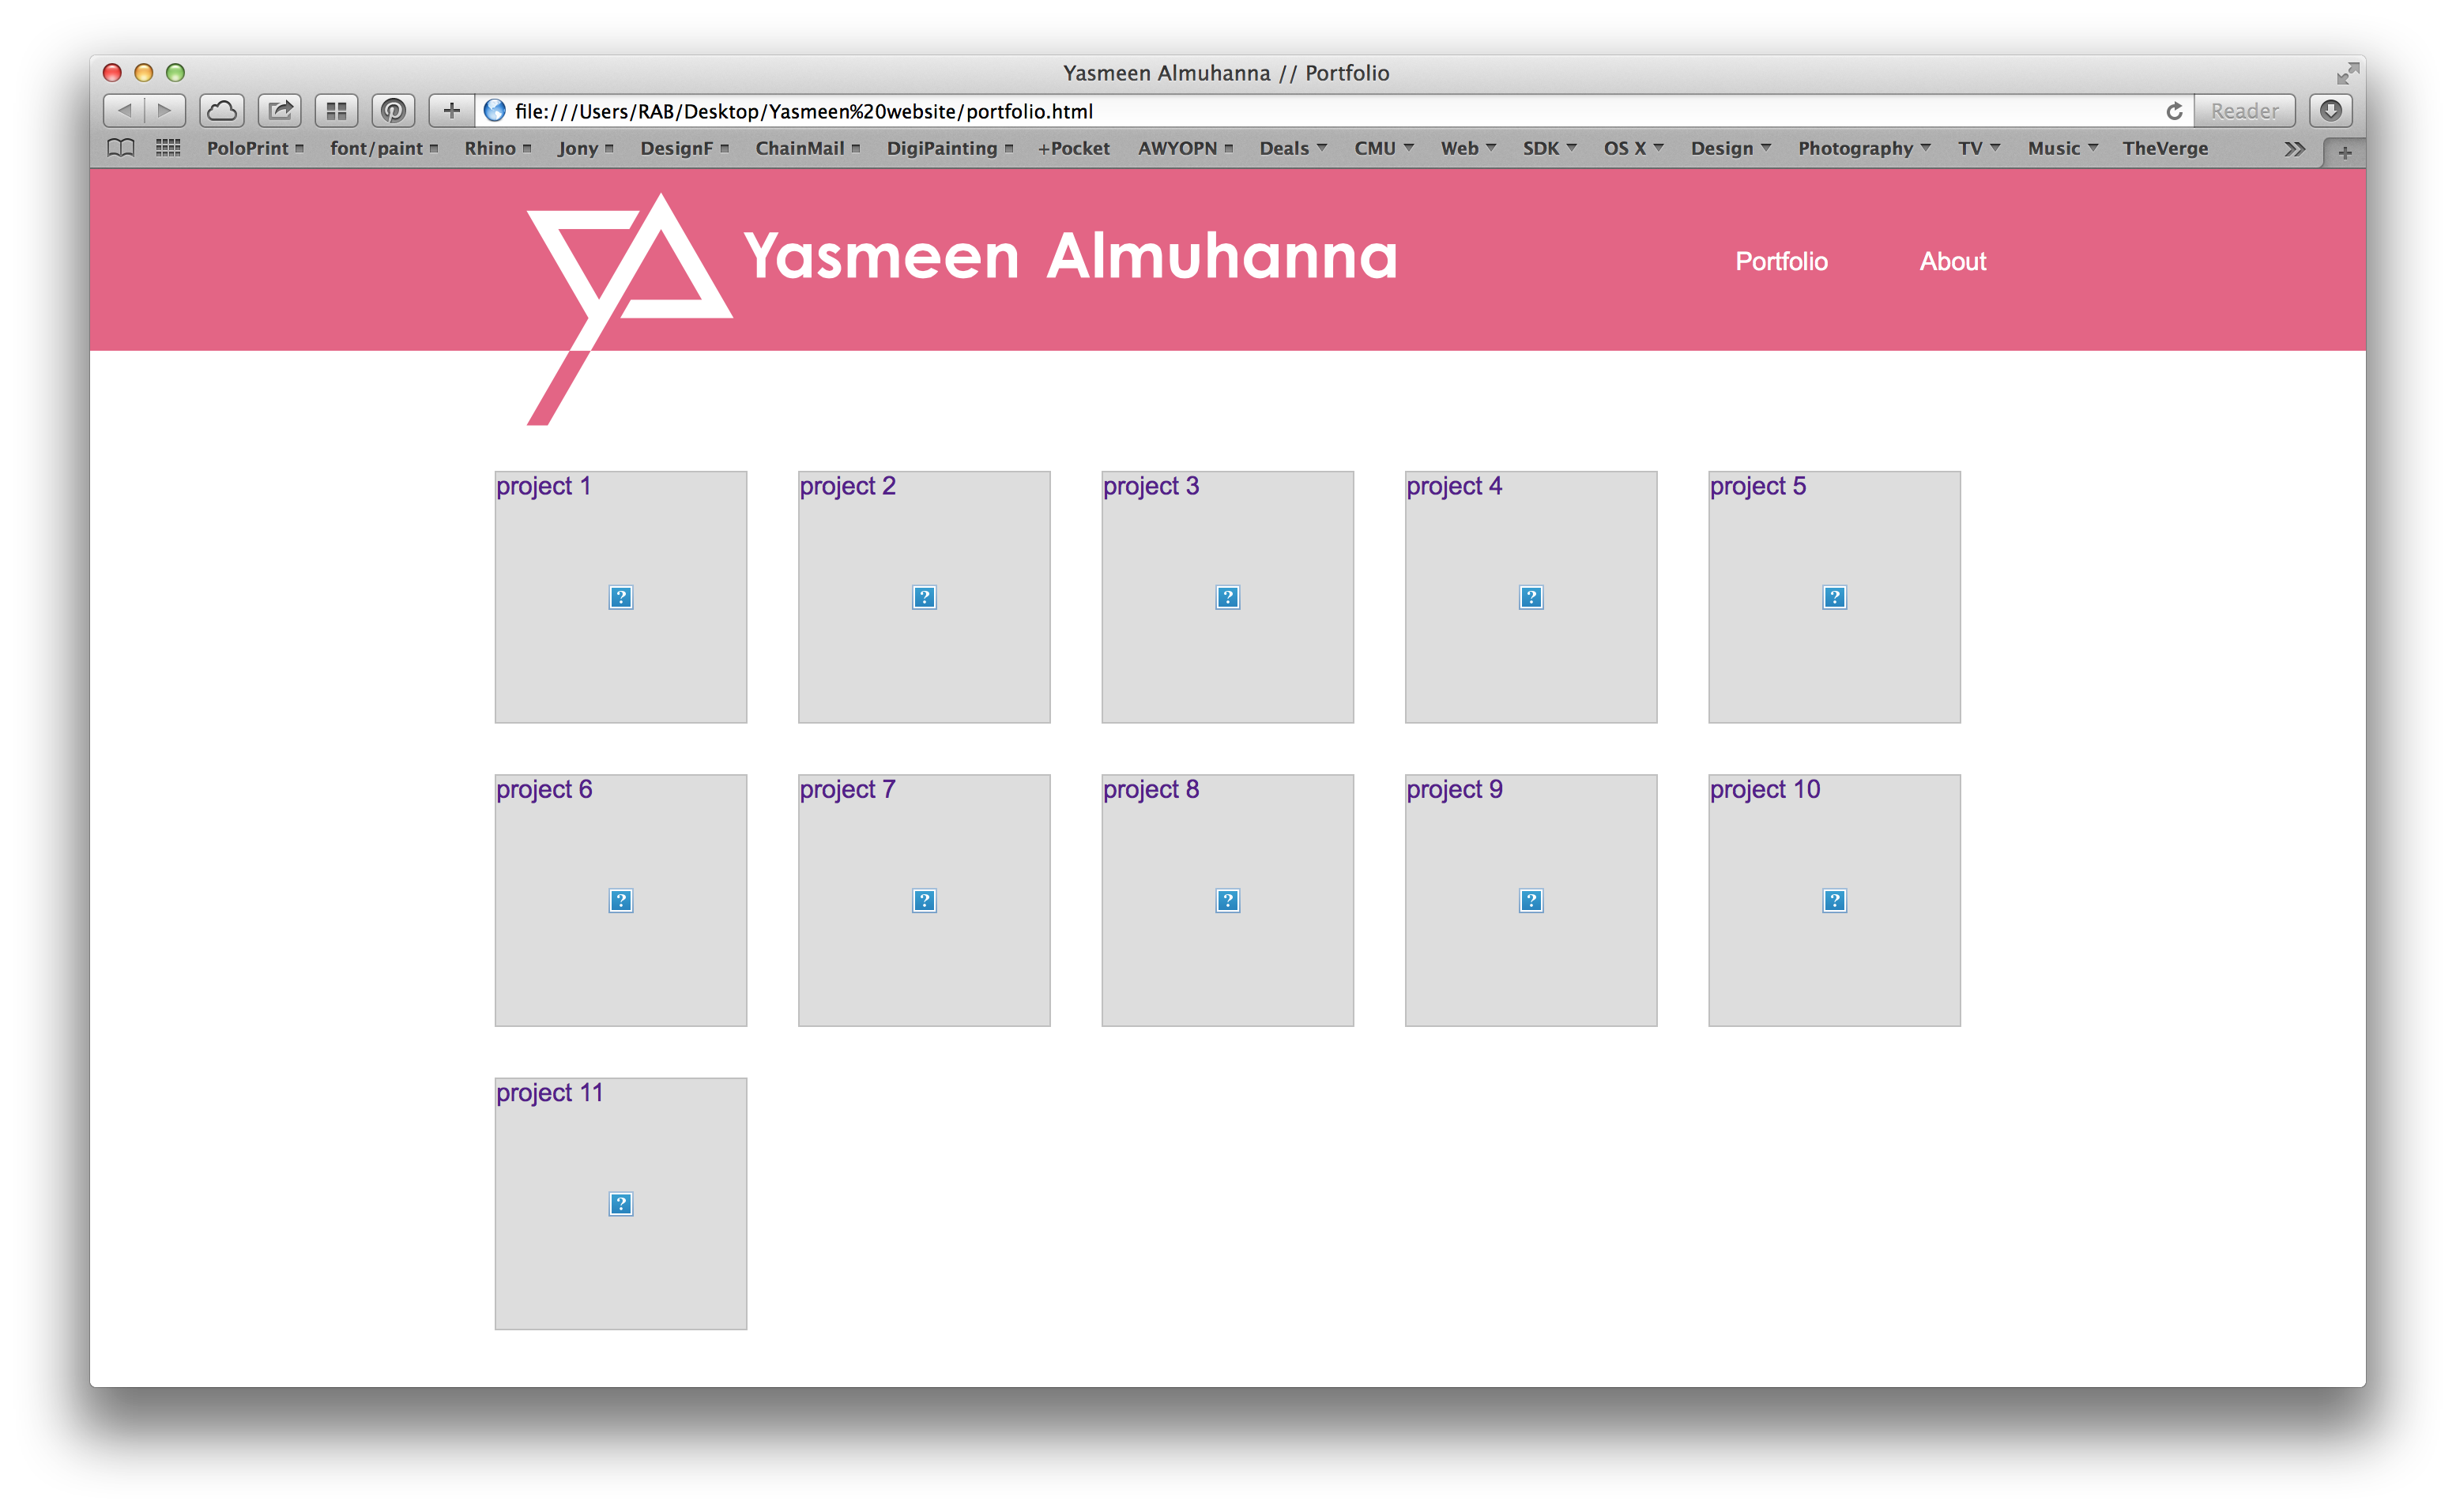 Yasmeen Almuhanna // Portfolio
file:///Users/RAB/Desktop/Yasmeen%20website/portfolio.html
Reader
PoloPrint font/paint Rhino Jony DesignF ChainMail DigiPainting +Pocket AWYOPN Deals CMU Web SDK OS X Design Photography TV Music TheVerge
Yasmeen Almuhanna
Portfolio About
project 1 project 2 project 3 project 4 project 5
project 6 project 7 project 8 project 9 project 10
project 11